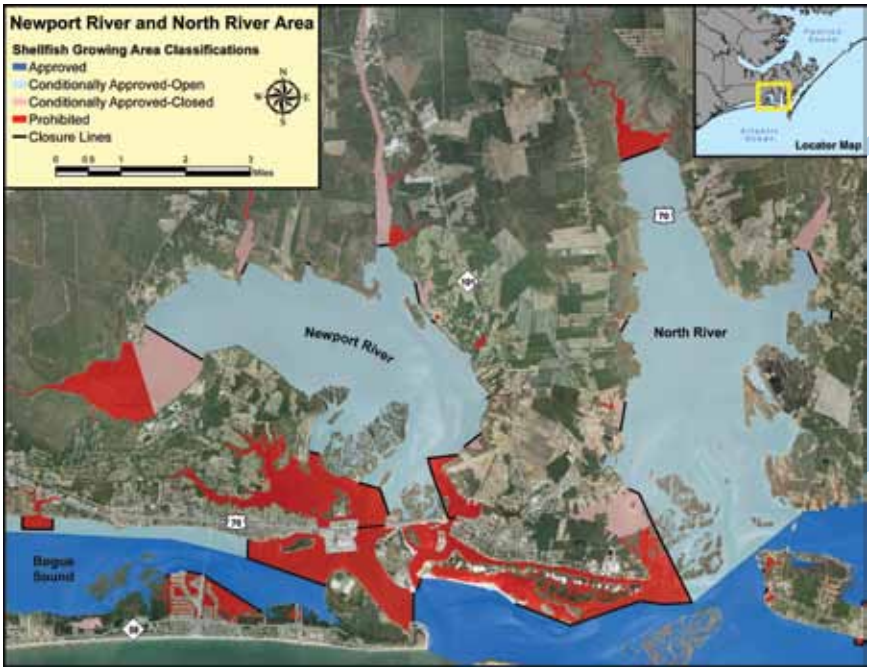 Newport River and North River Area
Shellfish Growing Area Classifications
Approved
Conditionally Approved-Open
Conditionally Approved-Closed
Prohibited
Closure Lines
N
W E
S
0 0.5 1 2 3
Miles
Pamlico
Sound
Atlantic
Ocean
Locator Map
70
101
Newport River
North River
70
Bogue
Sound
58